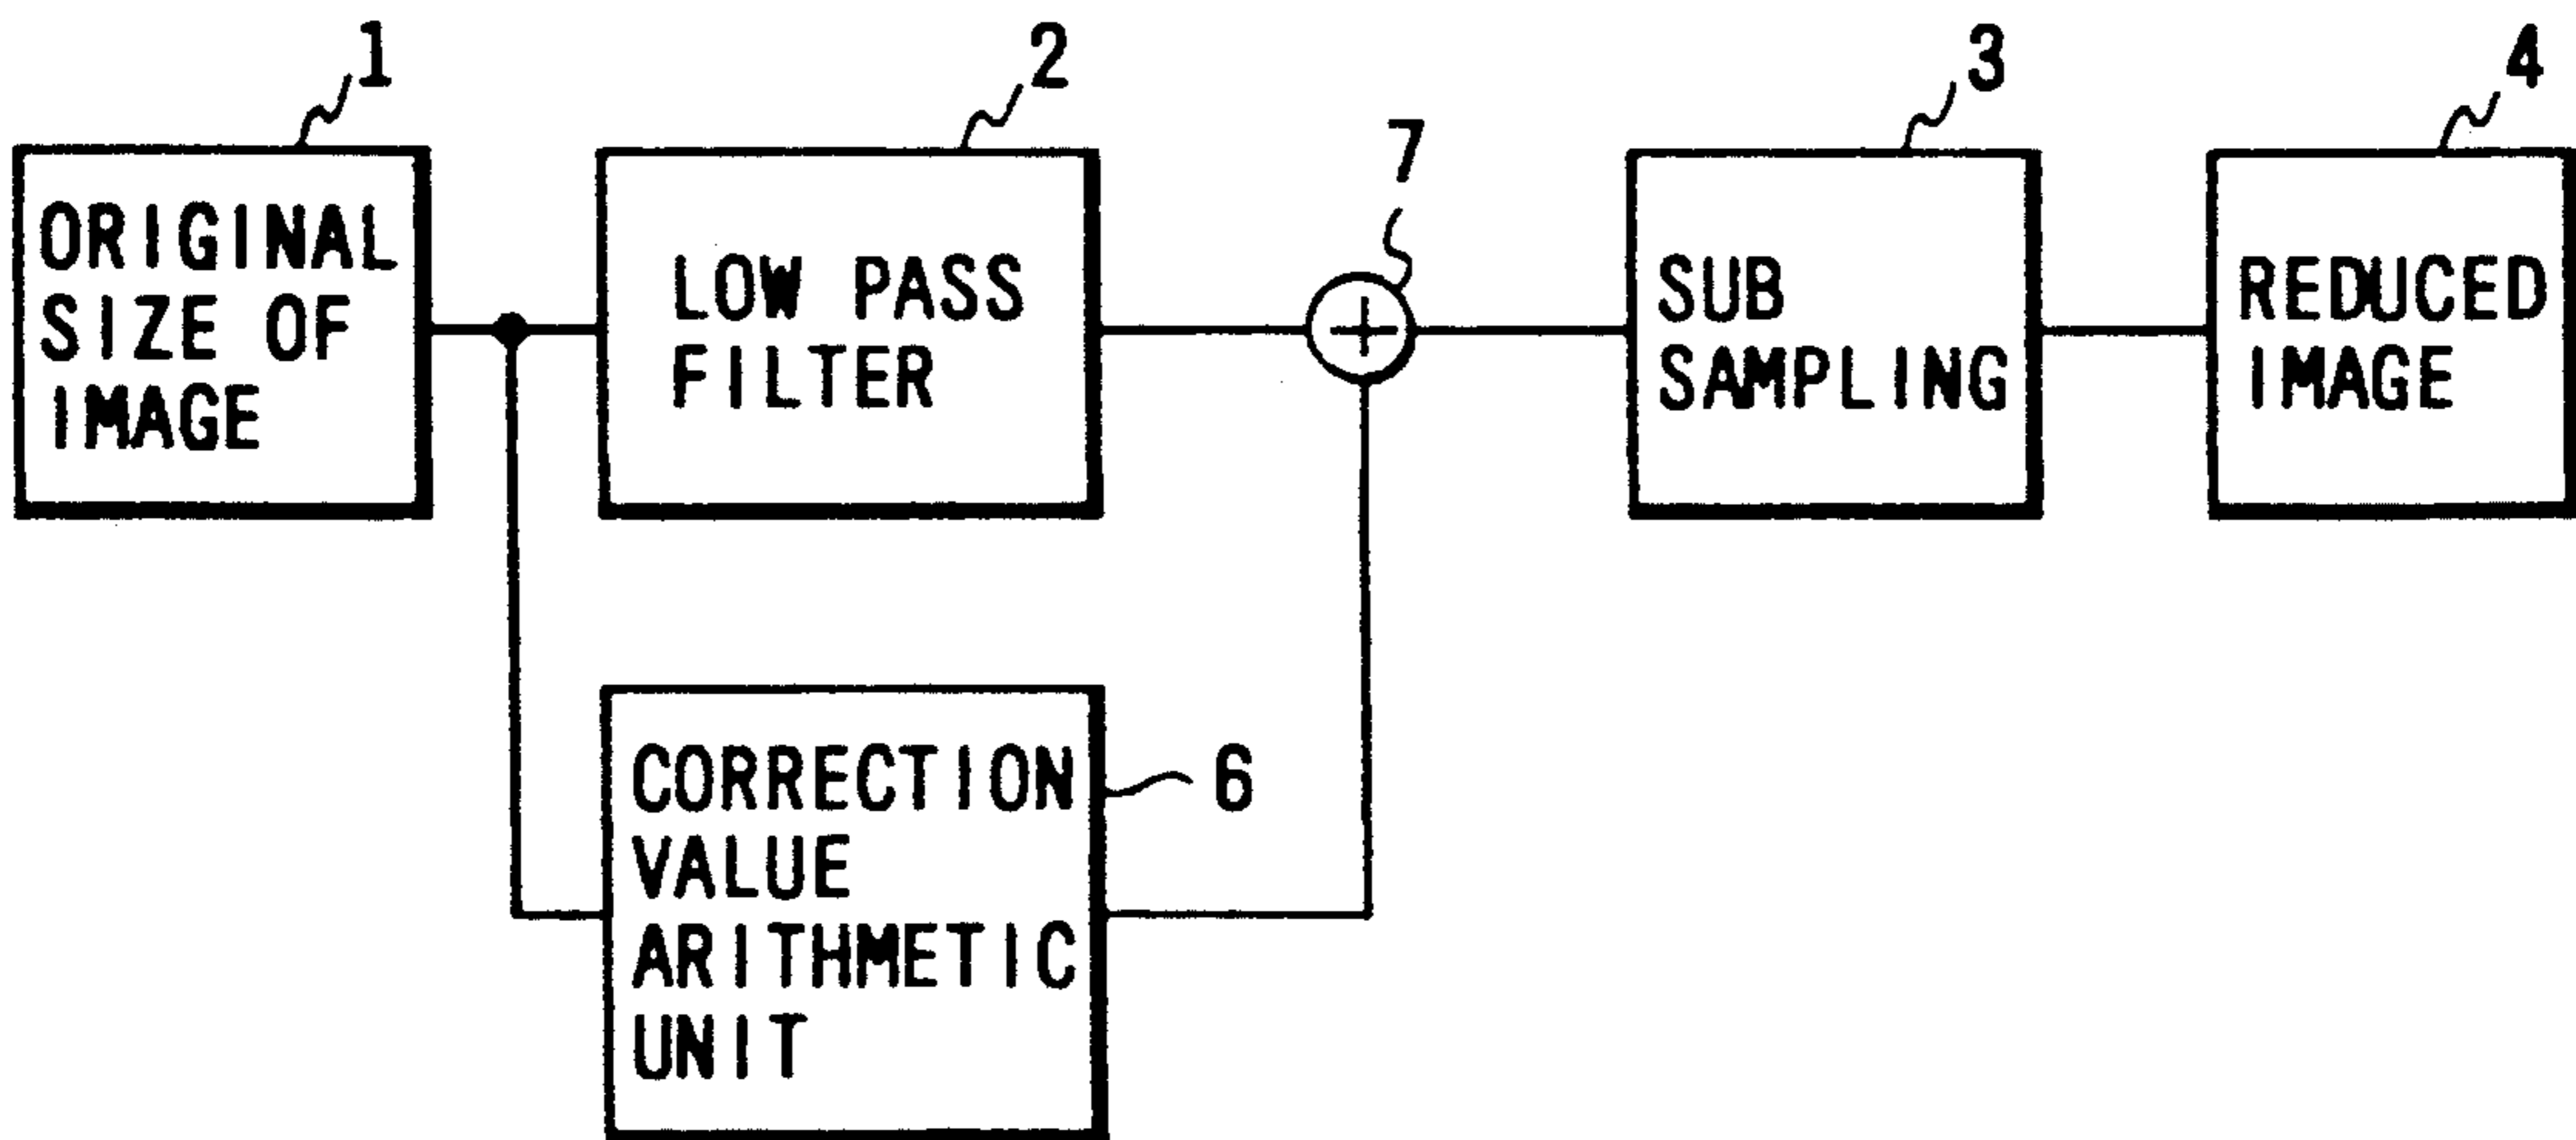 1
2
3
4
7
ORIGINAL
SIZE OF
IMAGE
LOW PASS
FILTER
+
SUB
SAMPLING
REDUCED
IMAGE
CORRECTION
VALUE
ARITHMETIC
UNIT
6